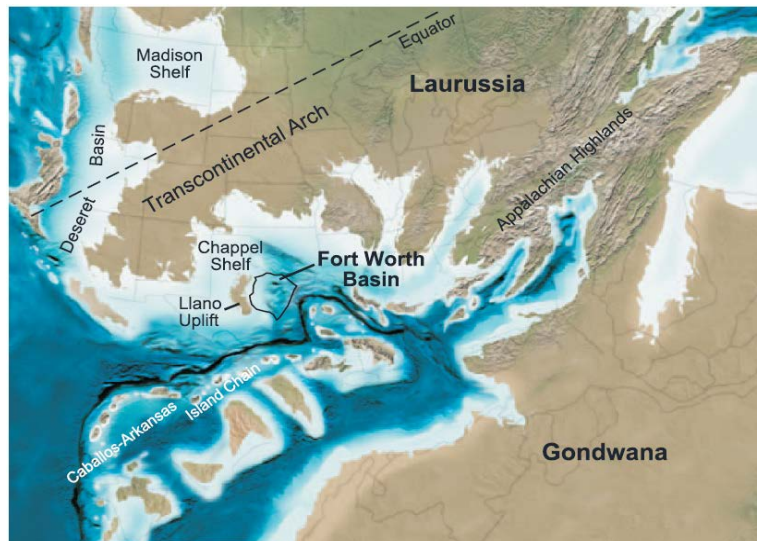 Madison
Shelf
Equator
Laurussia
Basin
Transcontinental Arch
Appalachian Highlands
Deseret
Chappel
Shelf
Fort Worth
Basin
Llano
Uplift
Island Chain
Caballos-Arkansas
Gondwana